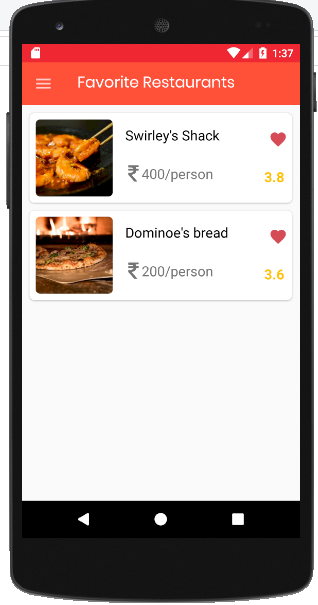 1:37
Favorite Restaurants
Swirley's Shack
₹ 400/person
3.8
Dominoe's bread
₹ 200/person
3.6